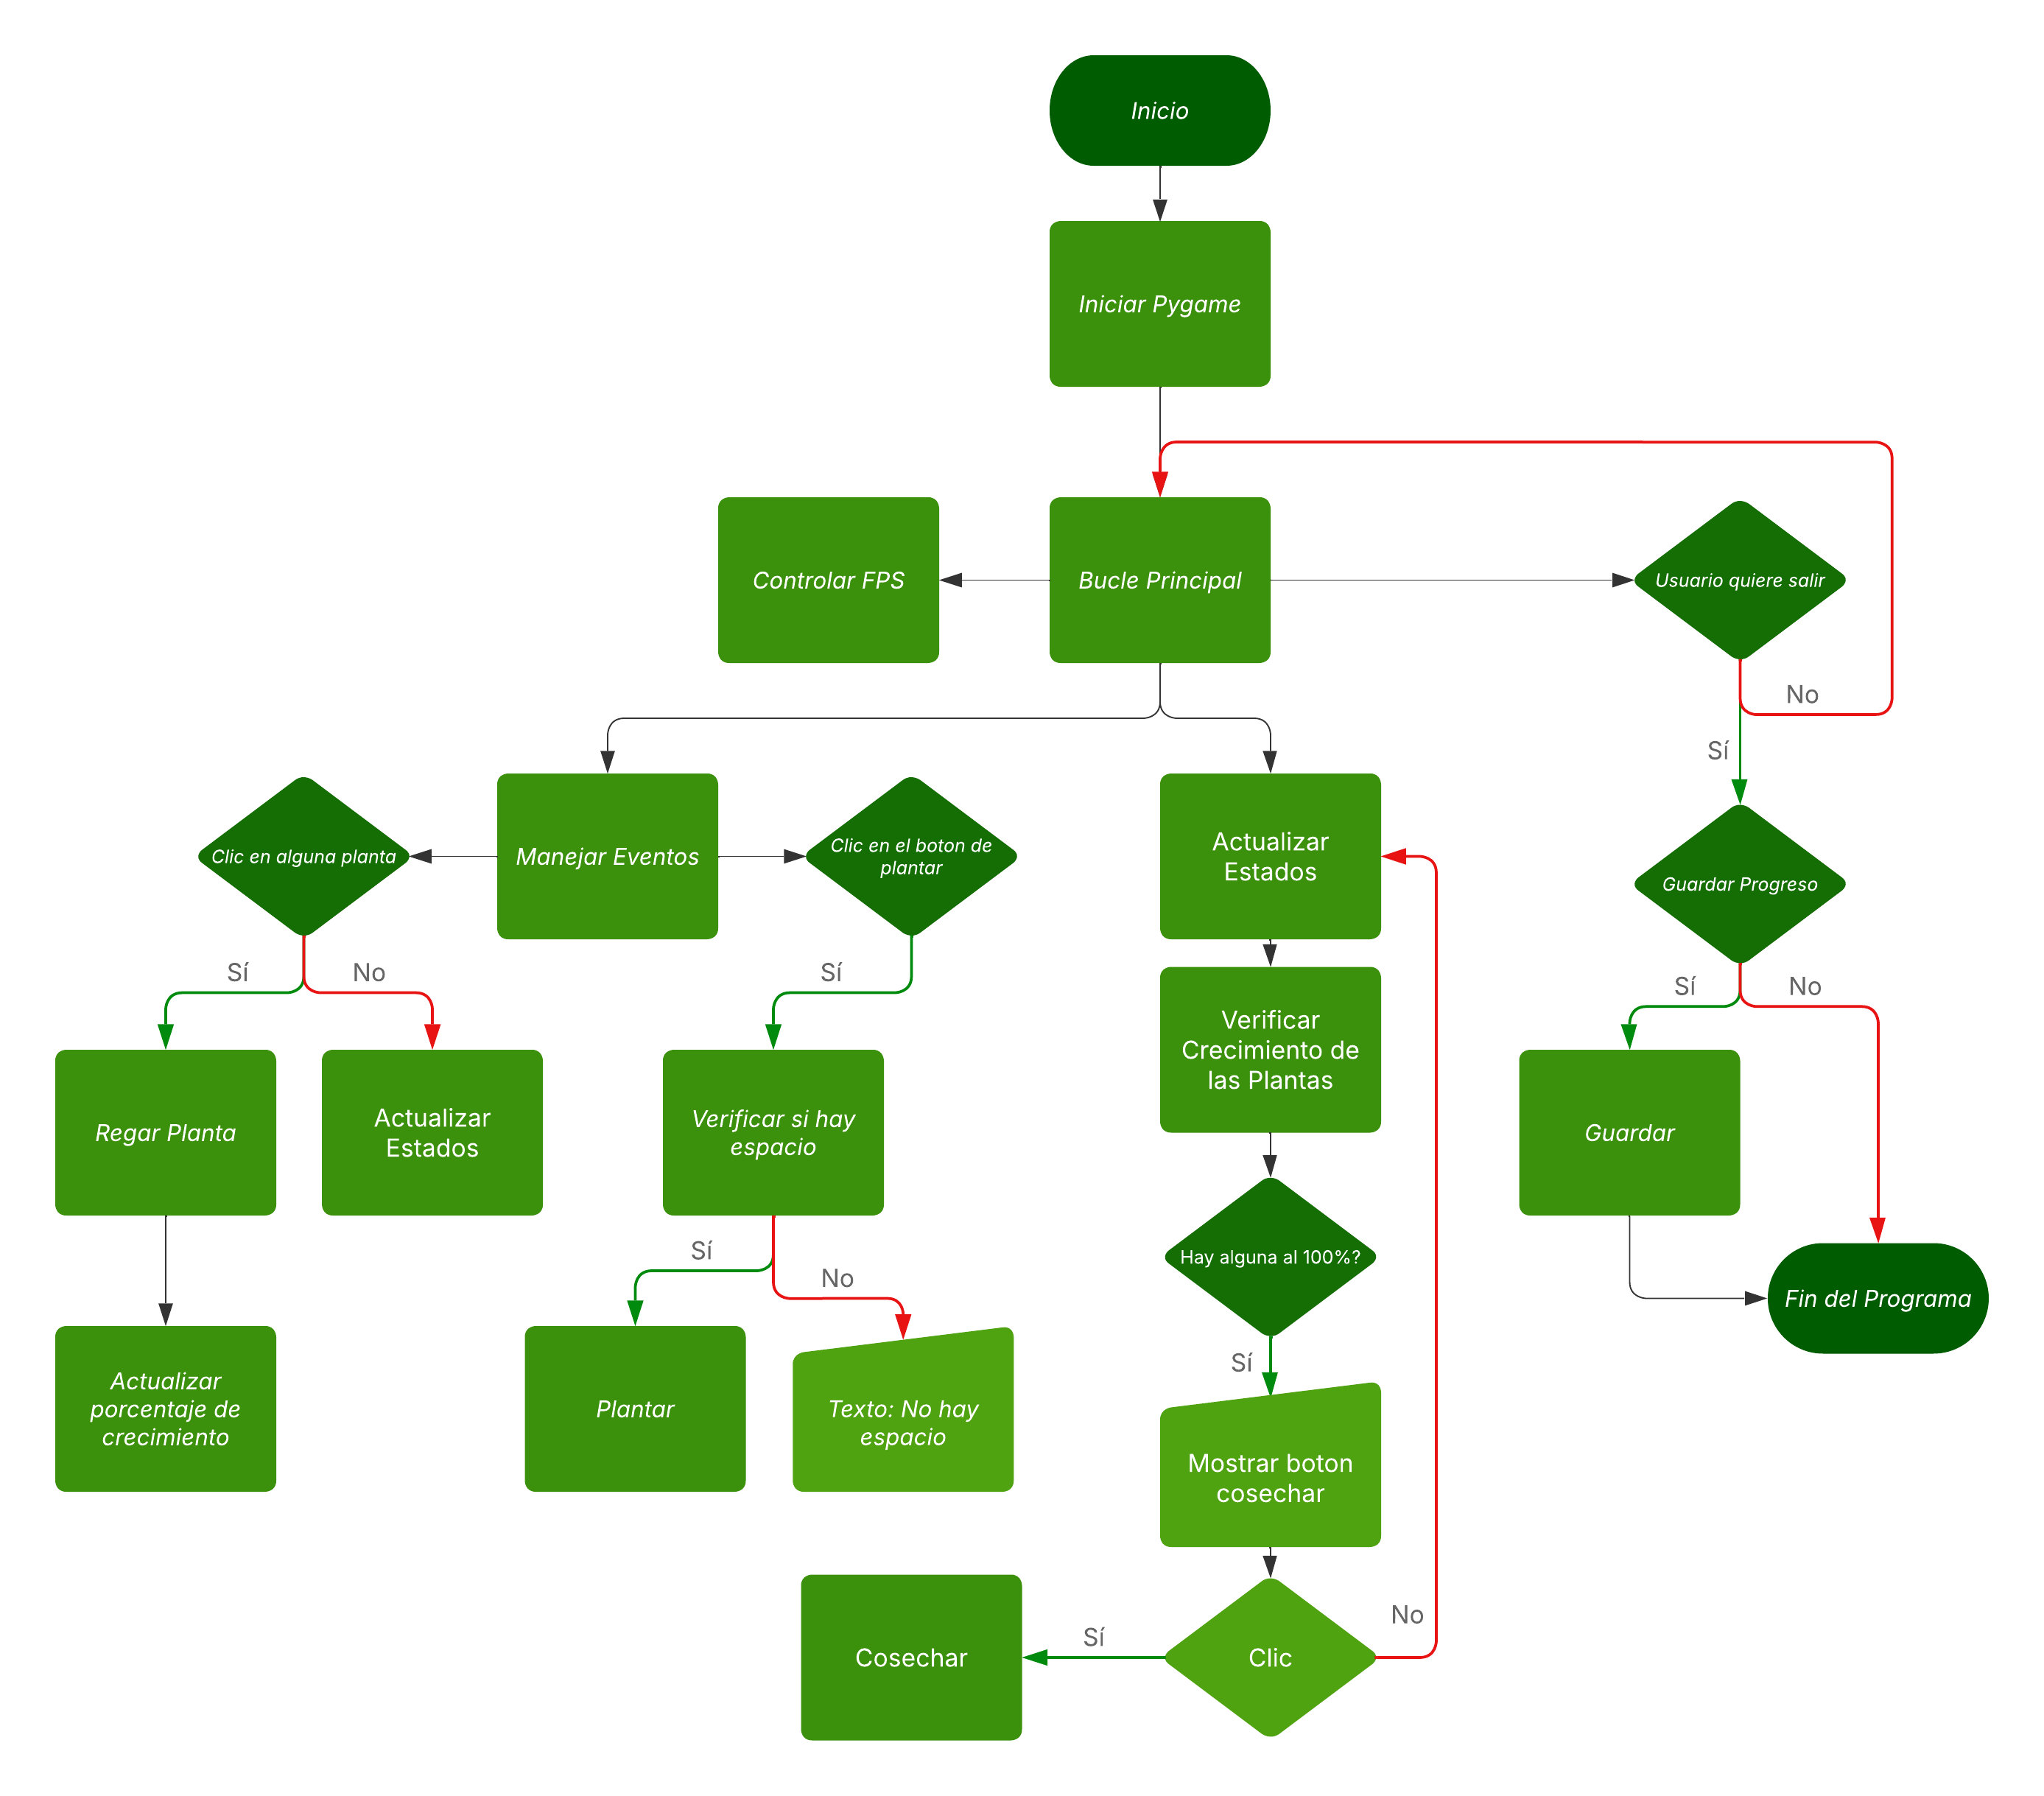 Inicio
Iniciar Pygame
Controlar FPS
Bucle Principal
Usuario quiere salir
No
Sí
Clic en alguna planta
Manejar Eventos
Clic en el boton de
plantar
Actualizar
Estados
Guardar Progreso
Sí
No
Sí
Sí
No
Verificar
Crecimiento de
las Plantas
Regar Planta
Actualizar
Estados
Verificar si hay
espacio
Guardar
Sí
No
Hay alguna al 100%?
Fin del Programa
Sí
Actualizar
porcentaje de
crecimiento
Plantar
Texto: No hay
espacio
Mostrar boton
cosechar
No
Sí
Cosechar
Clic